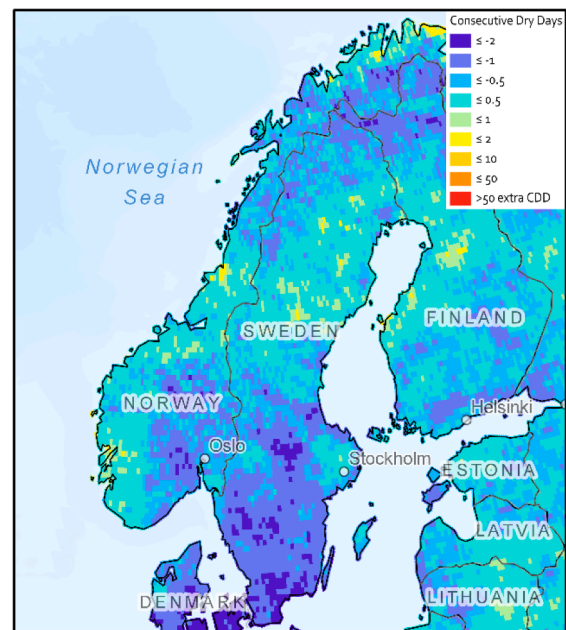 Consecutive Dry Days
≤ -2
≤ -1
≤ -0.5
≤ 0.5
≤ 1
≤ 2
≤ 10
≤ 50
>50 extra CDD
Norwegian
Sea
SWEDEN
FINLAND
NORWAY
Helsinki
Oslo
Stockholm
ESTONIA
LATVIA
LITHUANIA
DENMARK